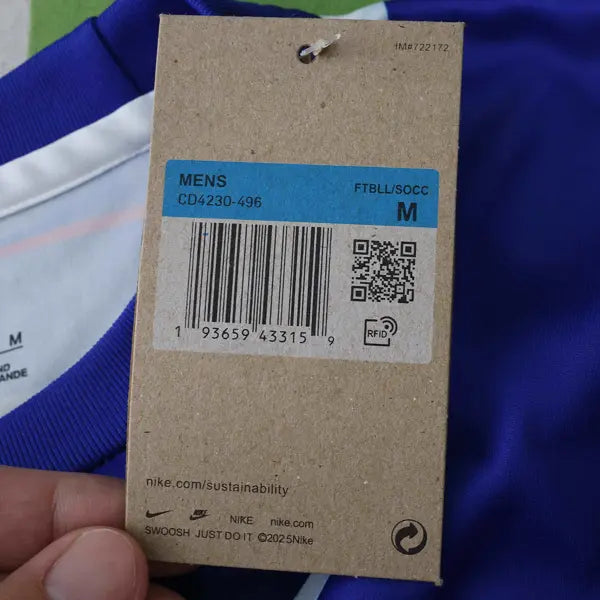 IM#722172
MENS
CD4230-496
FTBLL/SOCC
M
1 93659 43315 9
RFID
M
ANDE
nike.com/sustainability
NIKE nike.com
SWOOSH JUST DO IT ©2025Nike